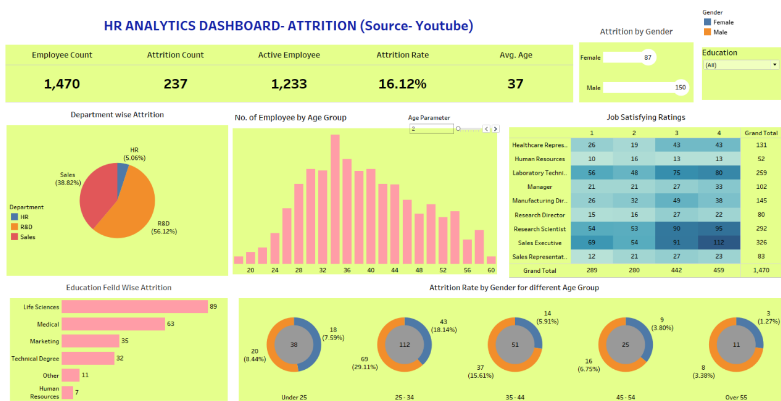 HR ANALYTICS DASHBOARD- ATTRITION (Source- Youtube)
Employee Count
Attrition Count
Active Employee
Attrition Rate
Avg. Age
1,470
237
1,233
16.12%
37
Attrition by Gender
Female 87
Male 150
Gender
Female
Male
Education
(All)
Department wise Attrition
HR
(5.06%)
Sales
(38.82%)
R&D
(56.12%)
Department
HR
R&D
Sales
No. of Employee by Age Group
Age Parameter
2
20 24 28 32 36 40 44 48 52 56 60
Job Satisfying Ratings
1 2 3 4 Grand Total
Healthcare Repres.. 26 19 43 43 131
Human Resources 10 16 13 13 52
Laboratory Techni.. 56 48 75 80 259
Manager 21 21 27 33 102
Manufacturing Dir.. 26 32 49 38 145
Research Director 15 16 27 22 80
Research Scientist 54 53 90 95 292
Sales Executive 69 54 91 112 326
Sales Representat.. 12 21 27 23 83
Grand Total 289 280 442 459 1,470
Education Feild Wise Attrition
Life Sciences 89
Medical 63
Marketing 35
Technical Degree 32
Other 11
Human
Resources 7
Attrition Rate by Gender for different Age Group
18
(7.59%)
38
20
(8.44%)
Under 25
43
(18.14%)
112
69
(29.11%)
25 - 34
14
(5.91%)
51
37
(15.61%)
35 - 44
9
(3.80%)
25
16
(6.75%)
45 - 54
3
(1.27%)
11
8
(3.38%)
Over 55